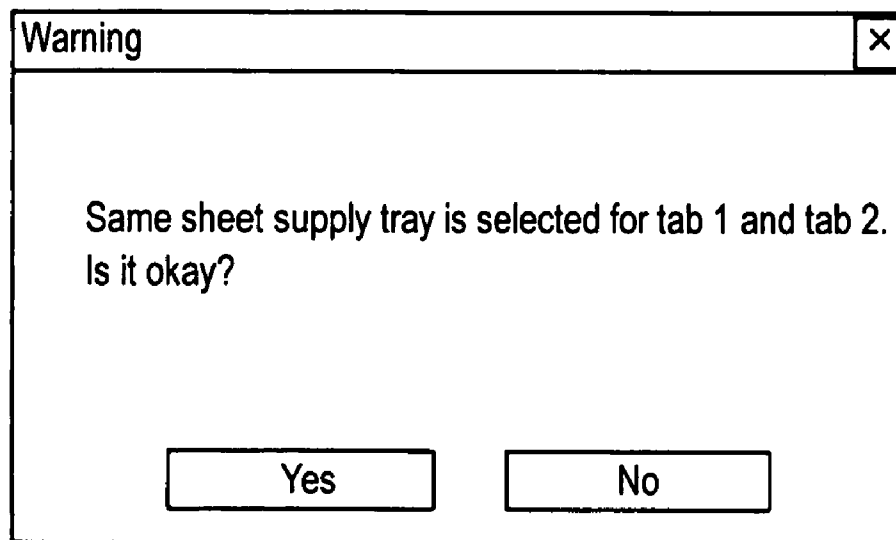 Warning
×
Same sheet supply tray is selected for tab 1 and tab 2.
Is it okay?
Yes
No